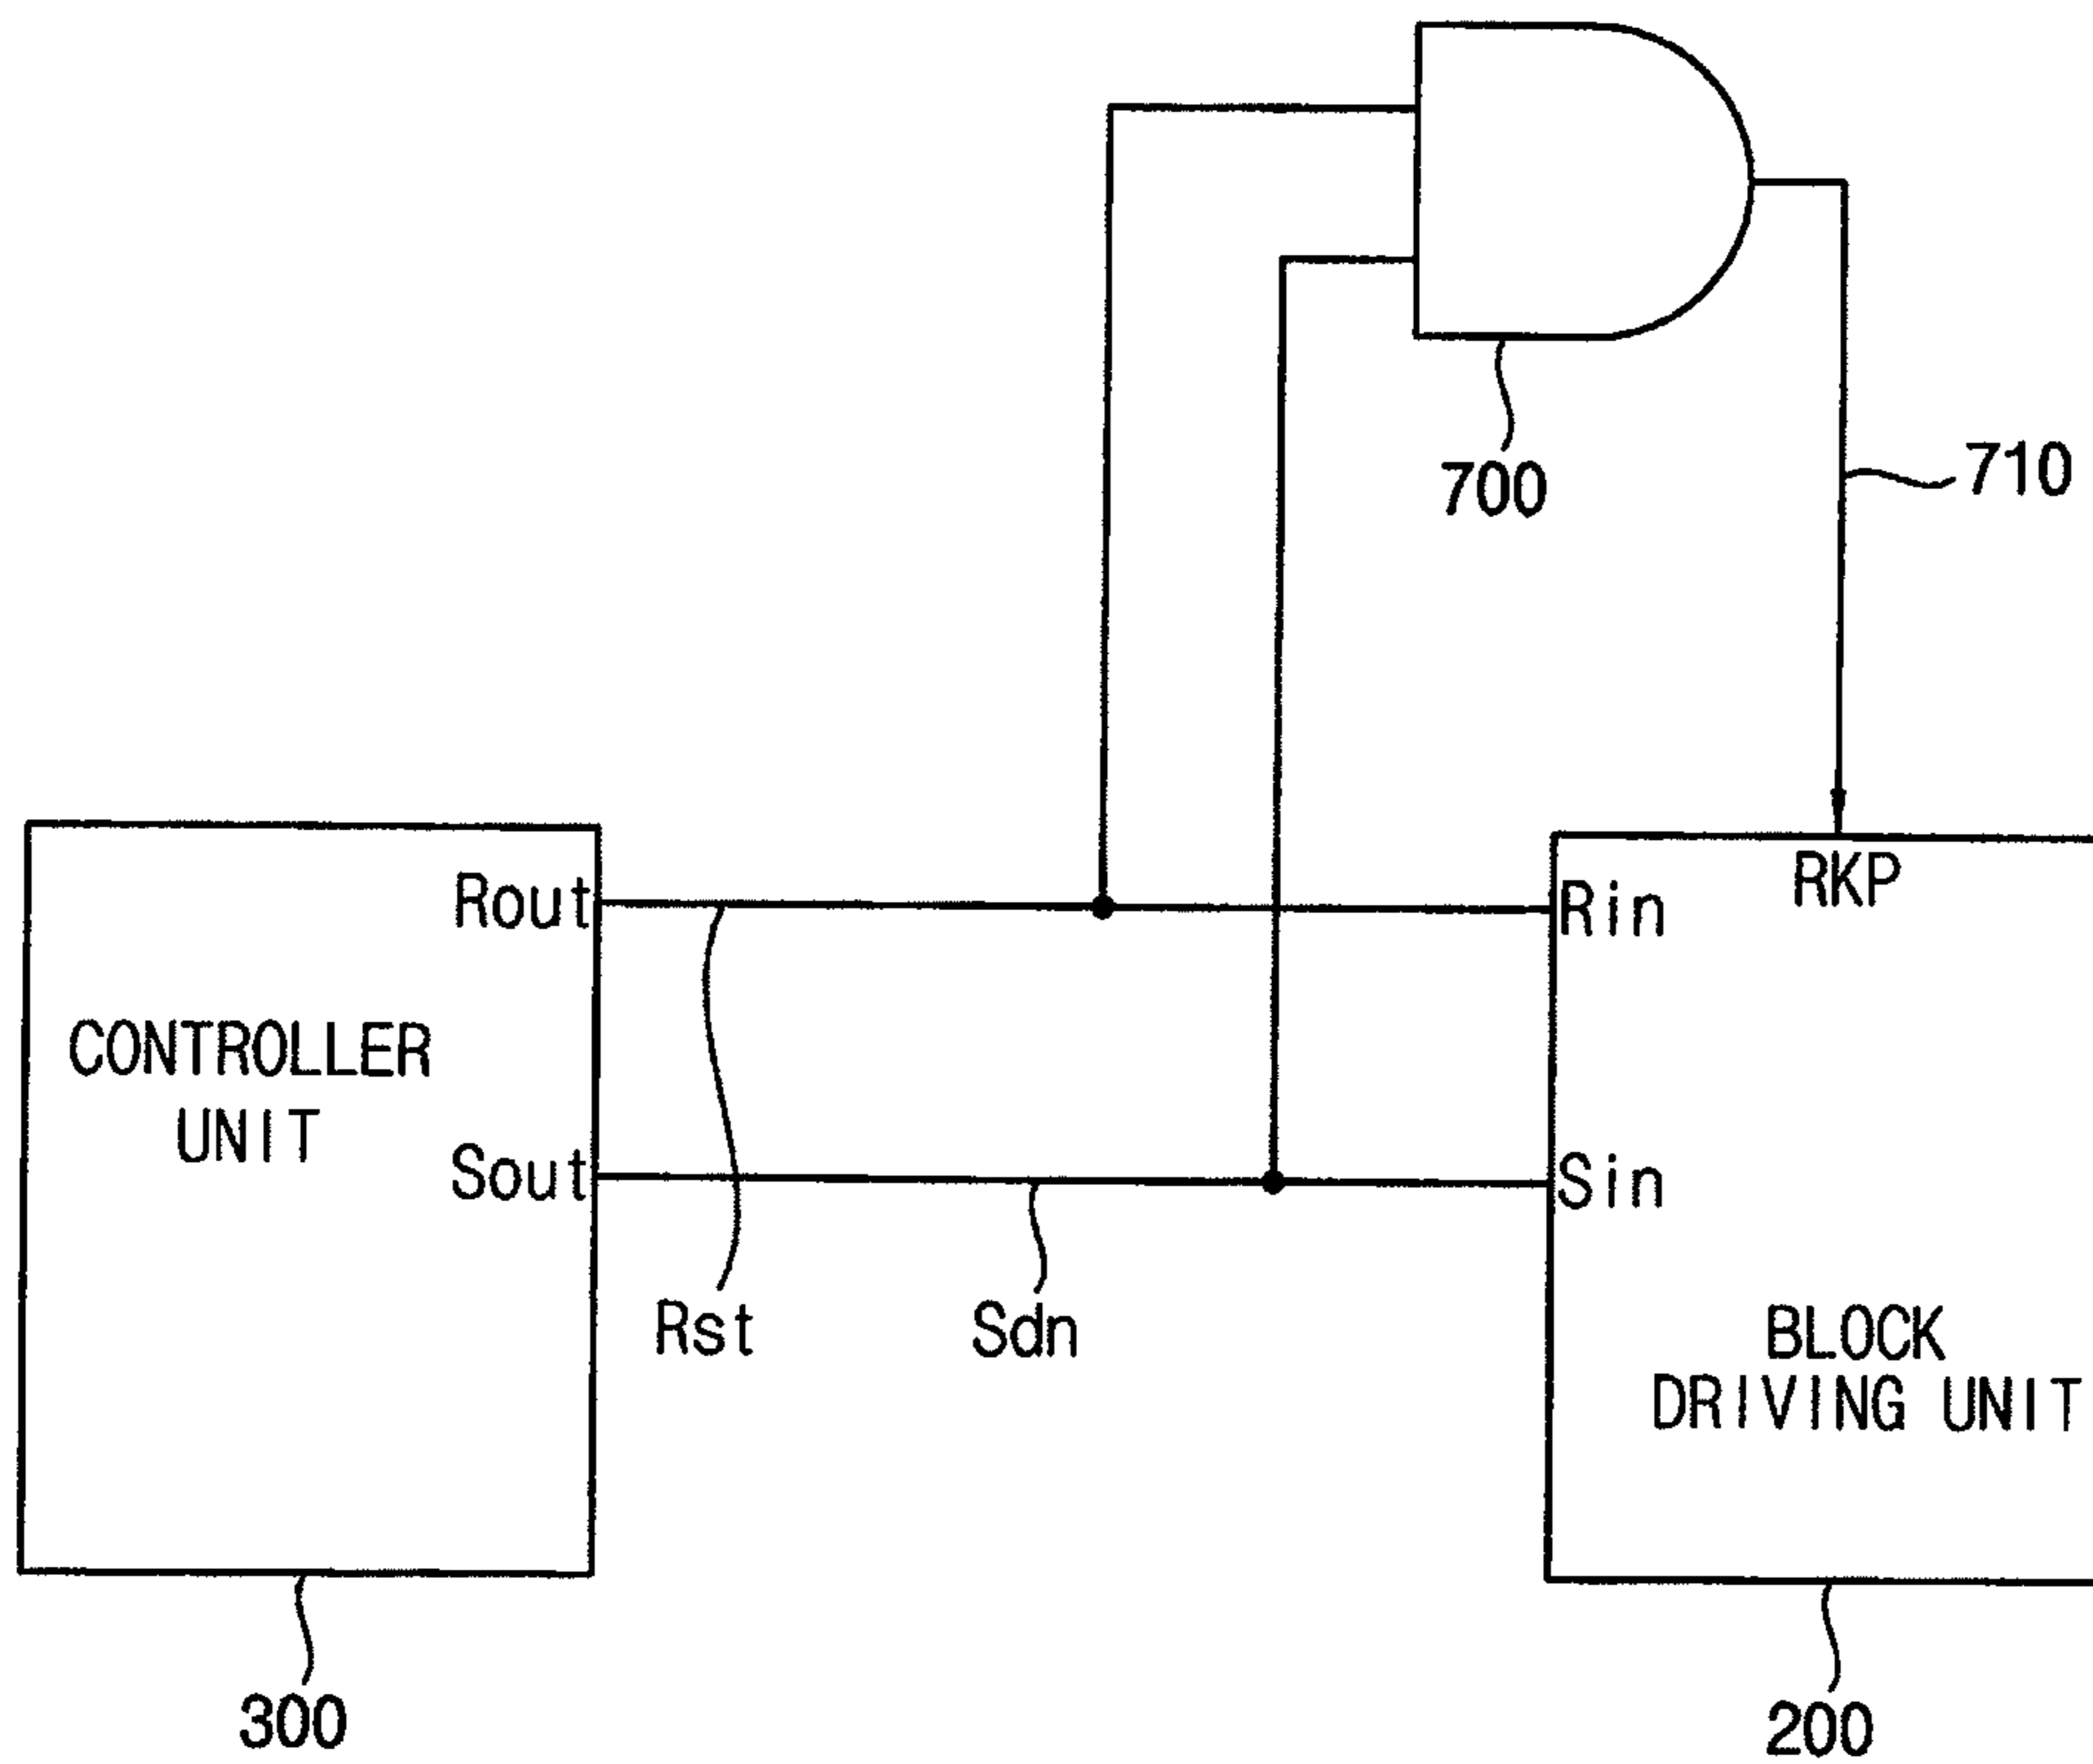 700
710
Rout
Rin
RKP
CONTROLLER
UNIT
Sout
Sin
Rst
Sdn
BLOCK
DRIVING UNIT
300
200